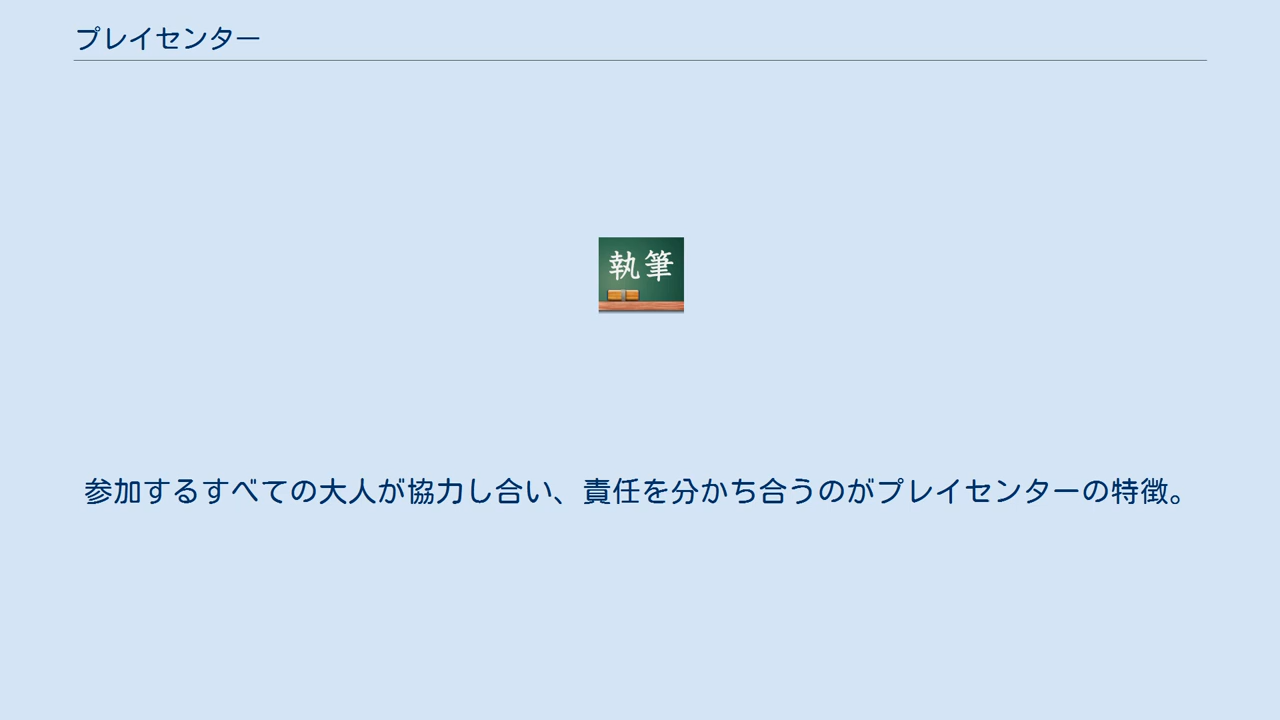 プレイセンター
執筆
参加するすべての大人が協力し合い、責任を分かち合うのがプレイセンターの特徴。